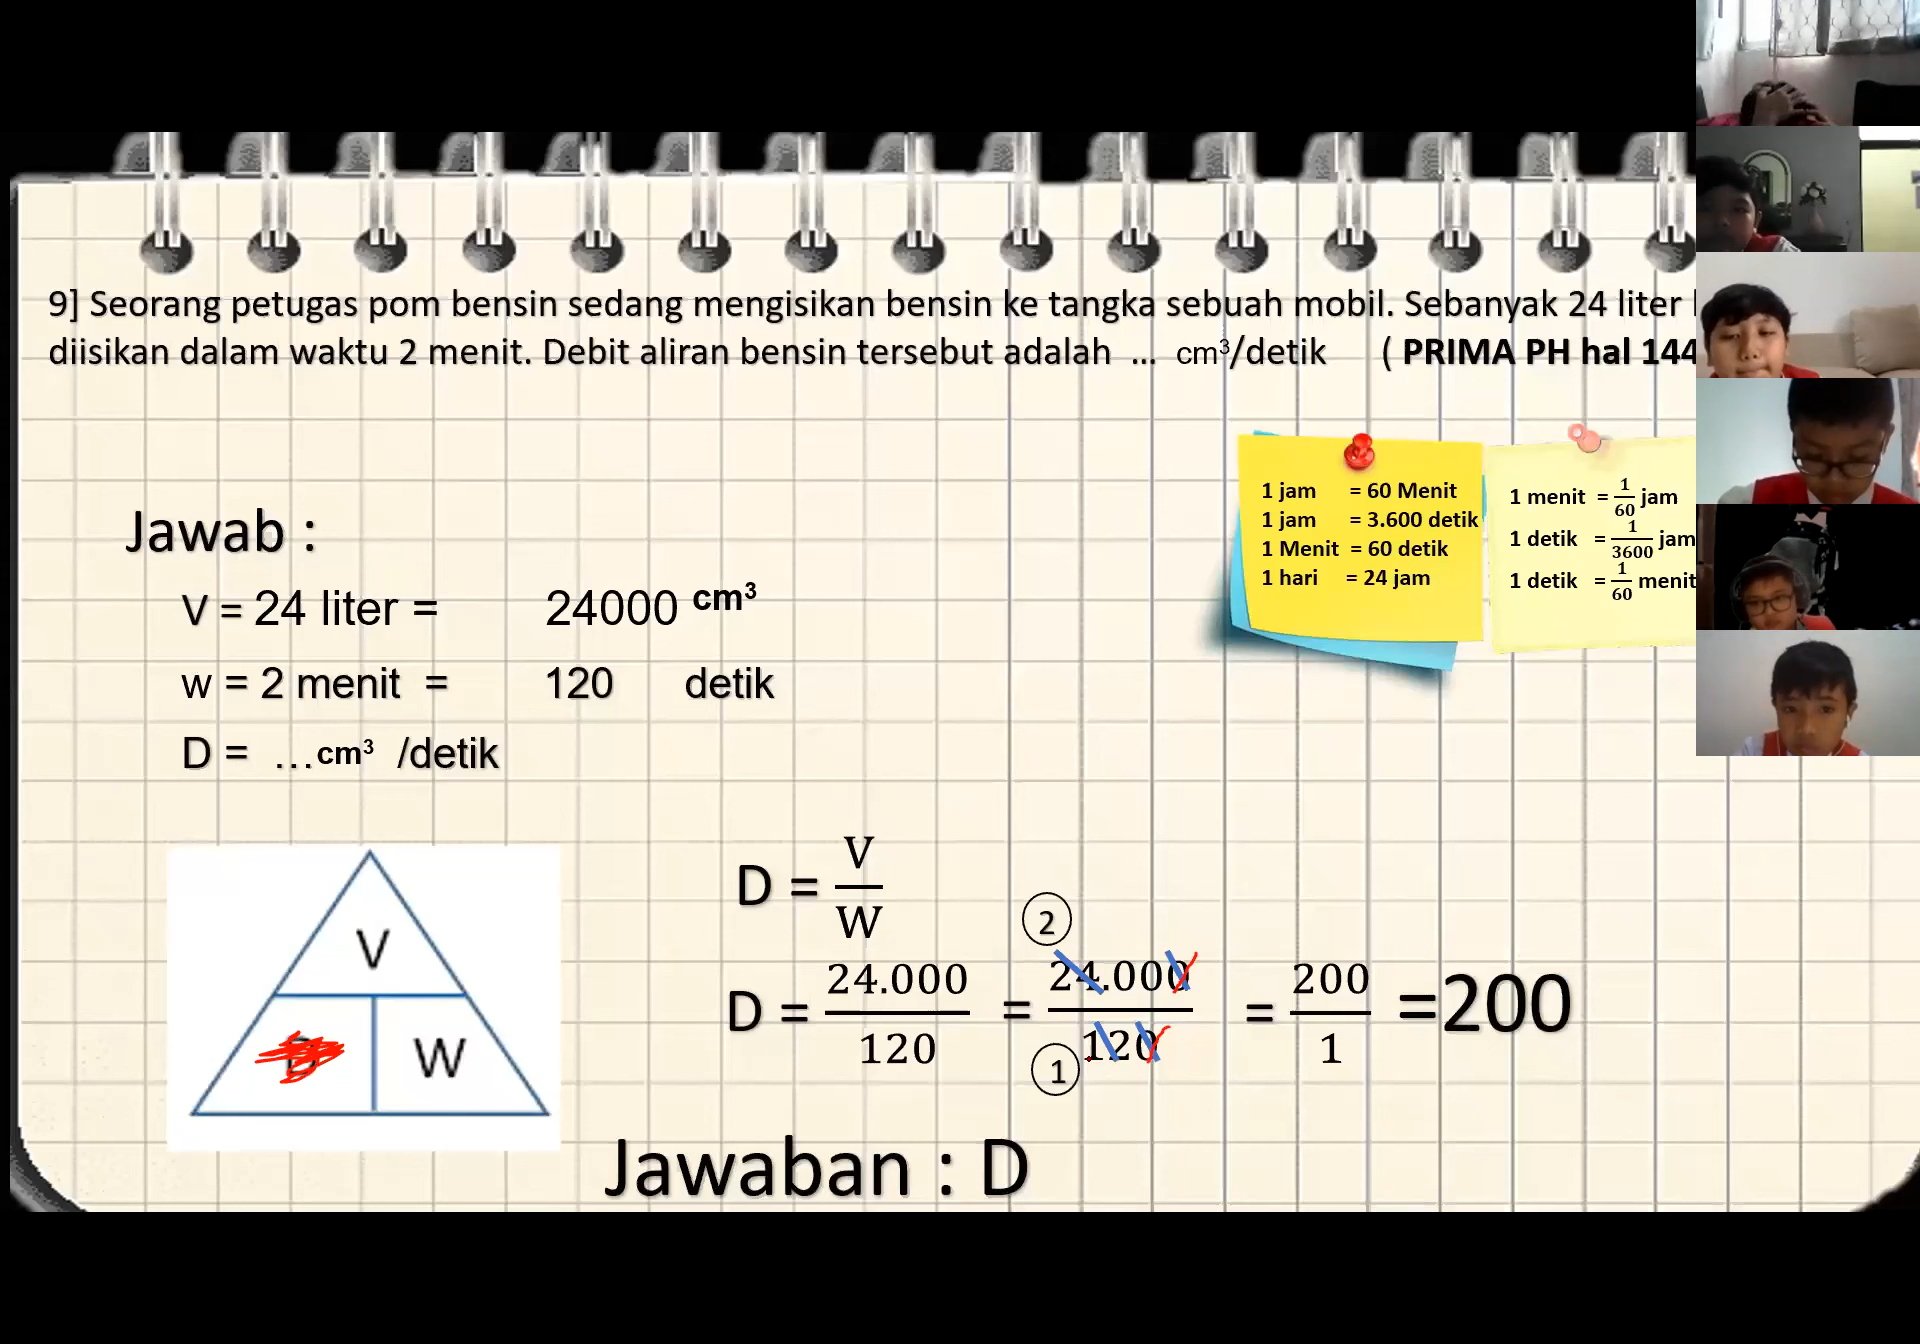 9] Seorang petugas pom bensin sedang mengisikan bensin ke tangka sebuah mobil. Sebanyak 24 liter
diisikan dalam waktu 2 menit. Debit aliran bensin tersebut adalah ... cm³/detik ( PRIMA PH hal 144
1 jam = 60 Menit
1 jam = 3.600 detik
1 Menit = 60 detik
1 hari = 24 jam
1 menit = 1/60 jam
1 detik = 1/3600 jam
1 detik = 1/60 menit
Jawab :
V = 24 liter = 24000 cm³
w = 2 menit = 120 detik
D = ...cm³ /detik
V
W
D = V/W
2
D = 24.000/120 = 24.000/120 = 200/1 =200
1
Jawaban : D